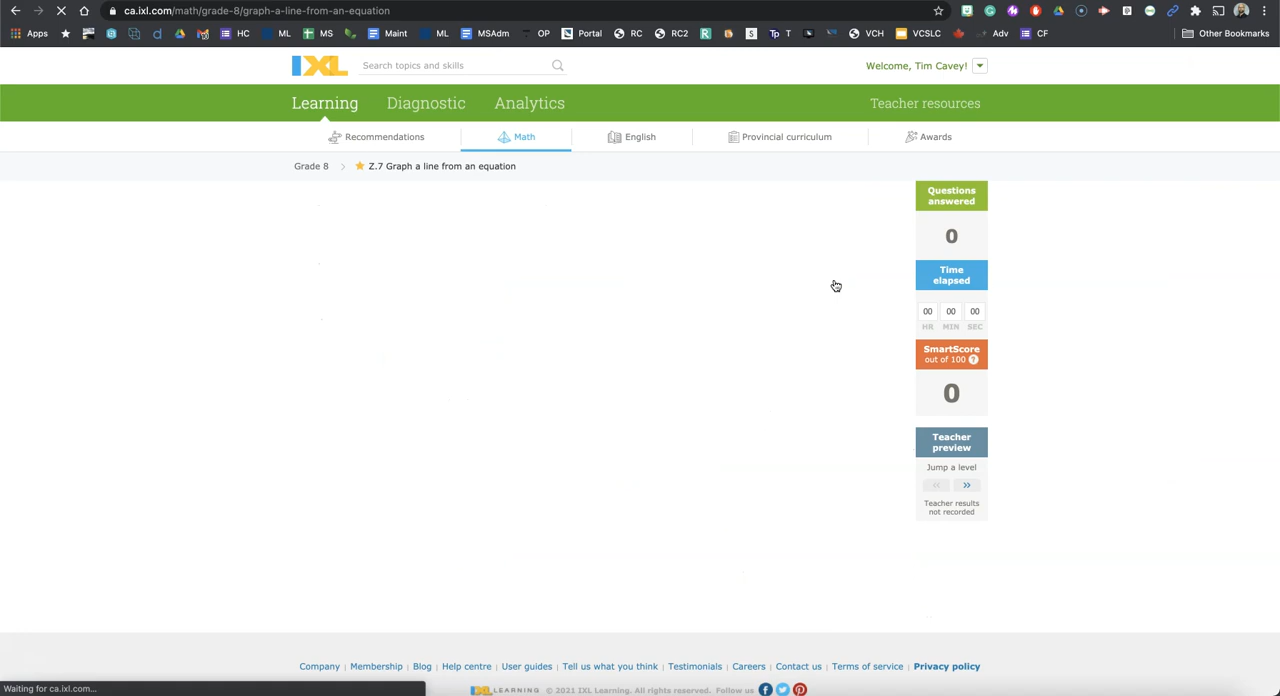 ca.ixl.com/math/grade-8/graph-a-line-from-an-equation
Apps HC ML MS Maint ML MSAdm OP Portal RC RC2 T VCH VCSLC Adv CF Other Bookmarks
IXL Search topics and skills Welcome, Tim Cavey!
Learning Diagnostic Analytics Teacher resources
Recommendations Math English Provincial curriculum Awards
Grade 8 > Z.7 Graph a line from an equation
Questions
answered
0
Time
elapsed
00 00 00
HR MIN SEC
SmartScore
out of 100 ?
0
Teacher
preview
Jump a level
<< >>
Teacher results
not recorded
Company | Membership | Blog | Help centre | User guides | Tell us what you think | Testimonials | Careers | Contact us | Terms of service | Privacy policy
IXL LEARNING © 2021 IXL Learning. All rights reserved. Follow us
Waiting for ca.ixl.com...